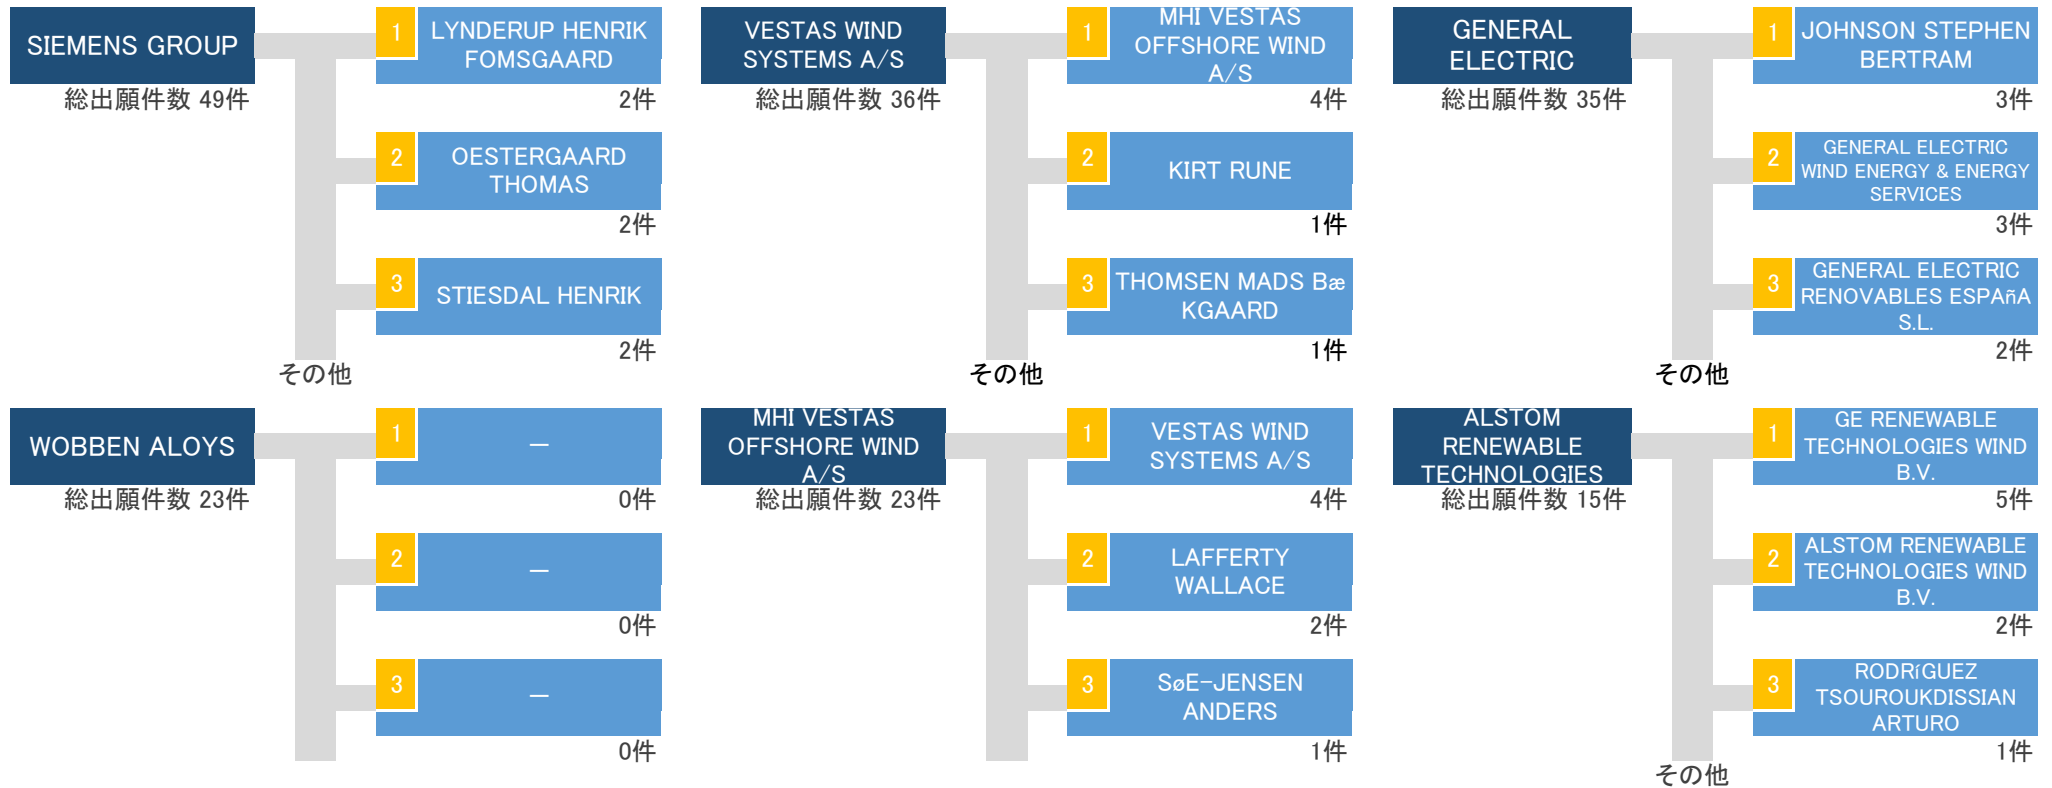 SIEMENS GROUP
総出願件数 49件
1
LYNDERUP HENRIK
FOMSGAARD
2件
2
OESTERGAARD
THOMAS
2件
3
STIESDAL HENRIK
2件
その他
VESTAS WIND
SYSTEMS A/S
総出願件数 36件
1
MHI VESTAS
OFFSHORE WIND
A/S
4件
2
KIRT RUNE
1件
3
THOMSEN MADS Bæ
KGAARD
1件
その他
GENERAL
ELECTRIC
総出願件数 35件
1
JOHNSON STEPHEN
BERTRAM
3件
2
GENERAL ELECTRIC
WIND ENERGY & ENERGY
SERVICES
3件
3
GENERAL ELECTRIC
RENOVABLES ESPAñA
S.L.
2件
その他
WOBBEN ALOYS
総出願件数 23件
1
―
0件
2
―
0件
3
―
0件
MHI VESTAS
OFFSHORE WIND
A/S
総出願件数 23件
1
VESTAS WIND
SYSTEMS A/S
4件
2
LAFFERTY
WALLACE
2件
3
SøE-JENSEN
ANDERS
1件
ALSTOM
RENEWABLE
TECHNOLOGIES
総出願件数 15件
1
GE RENEWABLE
TECHNOLOGIES WIND
B.V.
5件
2
ALSTOM RENEWABLE
TECHNOLOGIES WIND
B.V.
2件
3
RODRíGUEZ
TSOUROUKDISSIAN
ARTURO
1件
その他